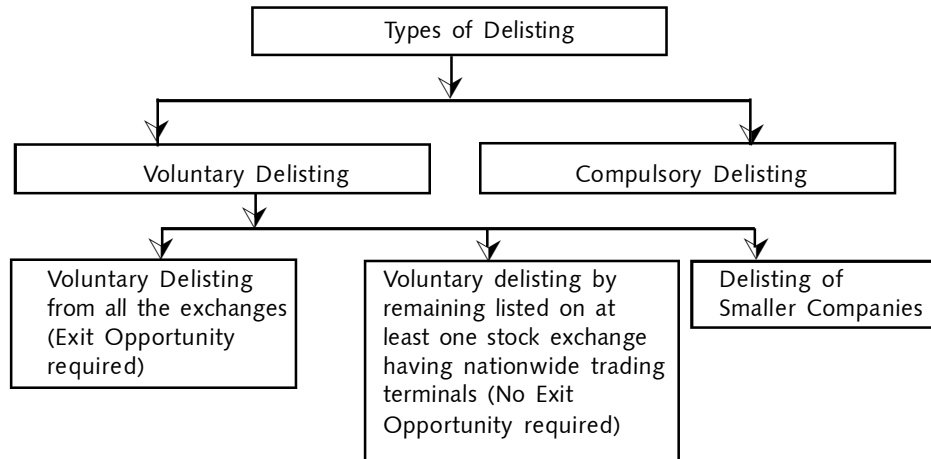 Types of Delisting
Voluntary Delisting
Compulsory Delisting
Voluntary Delisting
from all the exchanges
(Exit Opportunity
required)
Voluntary delisting by
remaining listed on at
least one stock exchange
having nationwide trading
terminals (No Exit
Opportunity required)
Delisting of
Smaller Companies